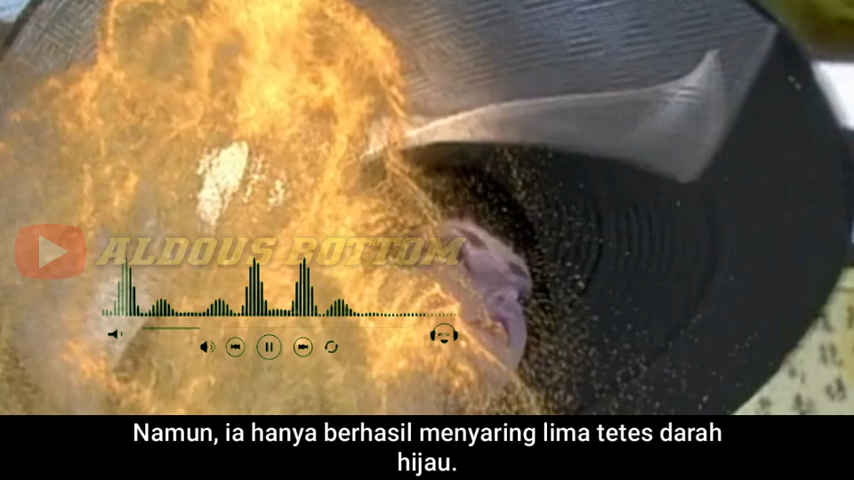 ALDOUS BOTTOM
Namun, ia hanya berhasil menyaring lima tetes darah
hijau.